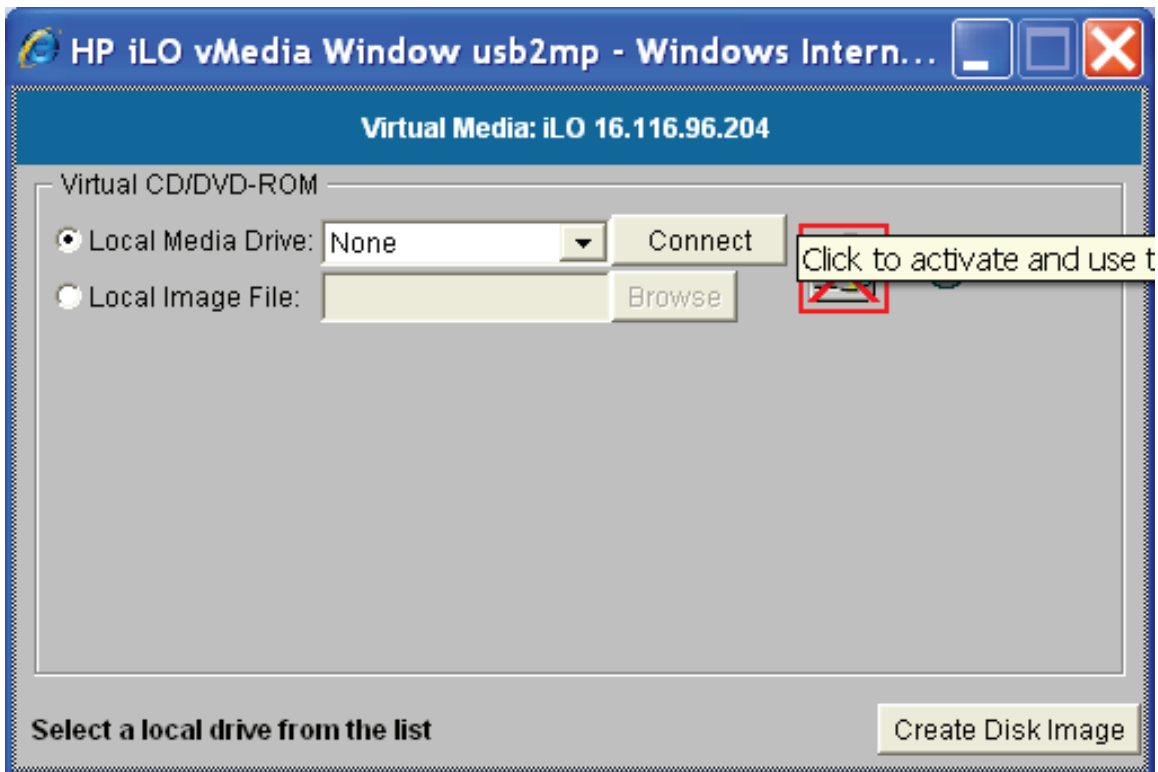 HP iLO vMedia Window usb2mp - Windows Intern...
Virtual Media: iLO 16.116.96.204
Virtual CD/DVD-ROM
Local Media Drive: None Connect
Click to activate and use t
Local Image File: Browse
Select a local drive from the list
Create Disk Image